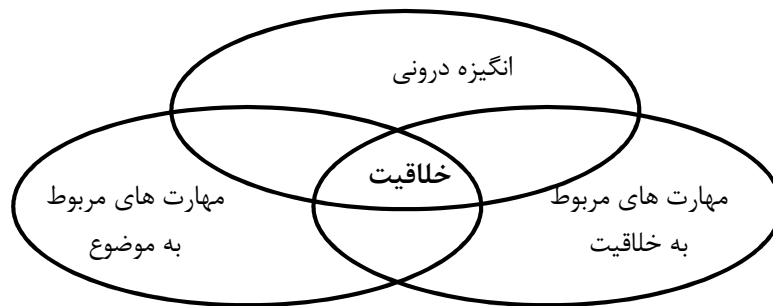 انگیزه درونی
خلاقیت
مهارت های مربوط
به خلاقیت
مهارت های مربوط
به موضوع